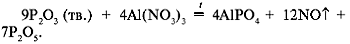 9P₂O₃ (тв.) + 4Al(NO₃)₃ =ᵗ 4AlPO₄ + 12NO↑ +
7P₂O₅.